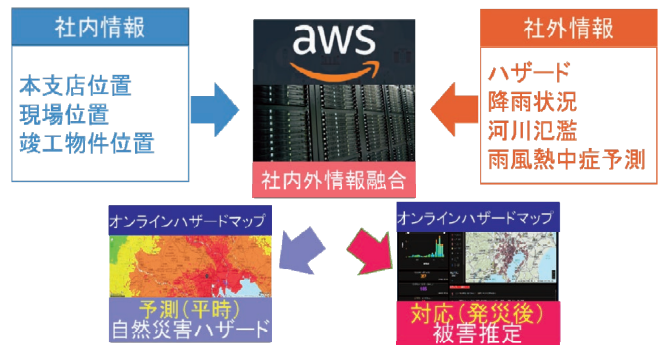 社内情報
本支店位置
現場位置
竣工物件位置
aws
社内外情報融合
社外情報
ハザード
降雨状況
河川氾濫
雨風熱中症予測
オンラインハザードマップ
予測(平時)
自然災害ハザード
オンラインハザードマップ
対応(発災後)
被害推定